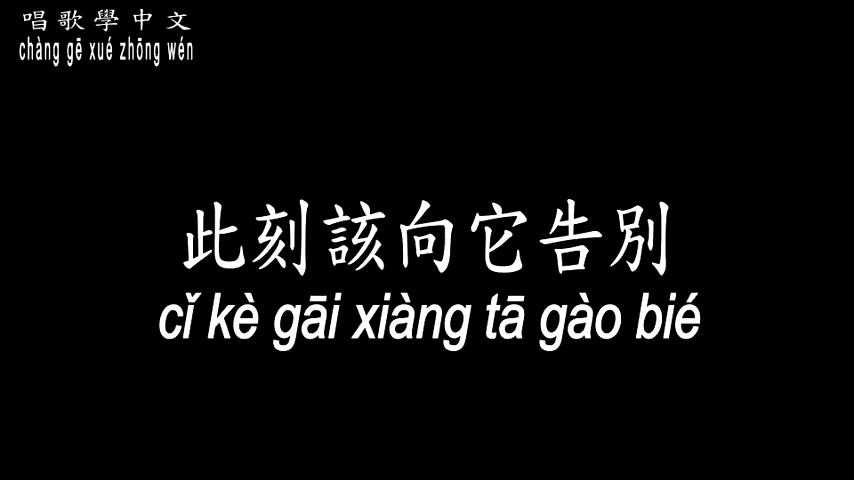 唱歌學中文
chàng gē xué zhōng wén
此刻該向它告別
cǐ kè gāi xiàng tā gào bié